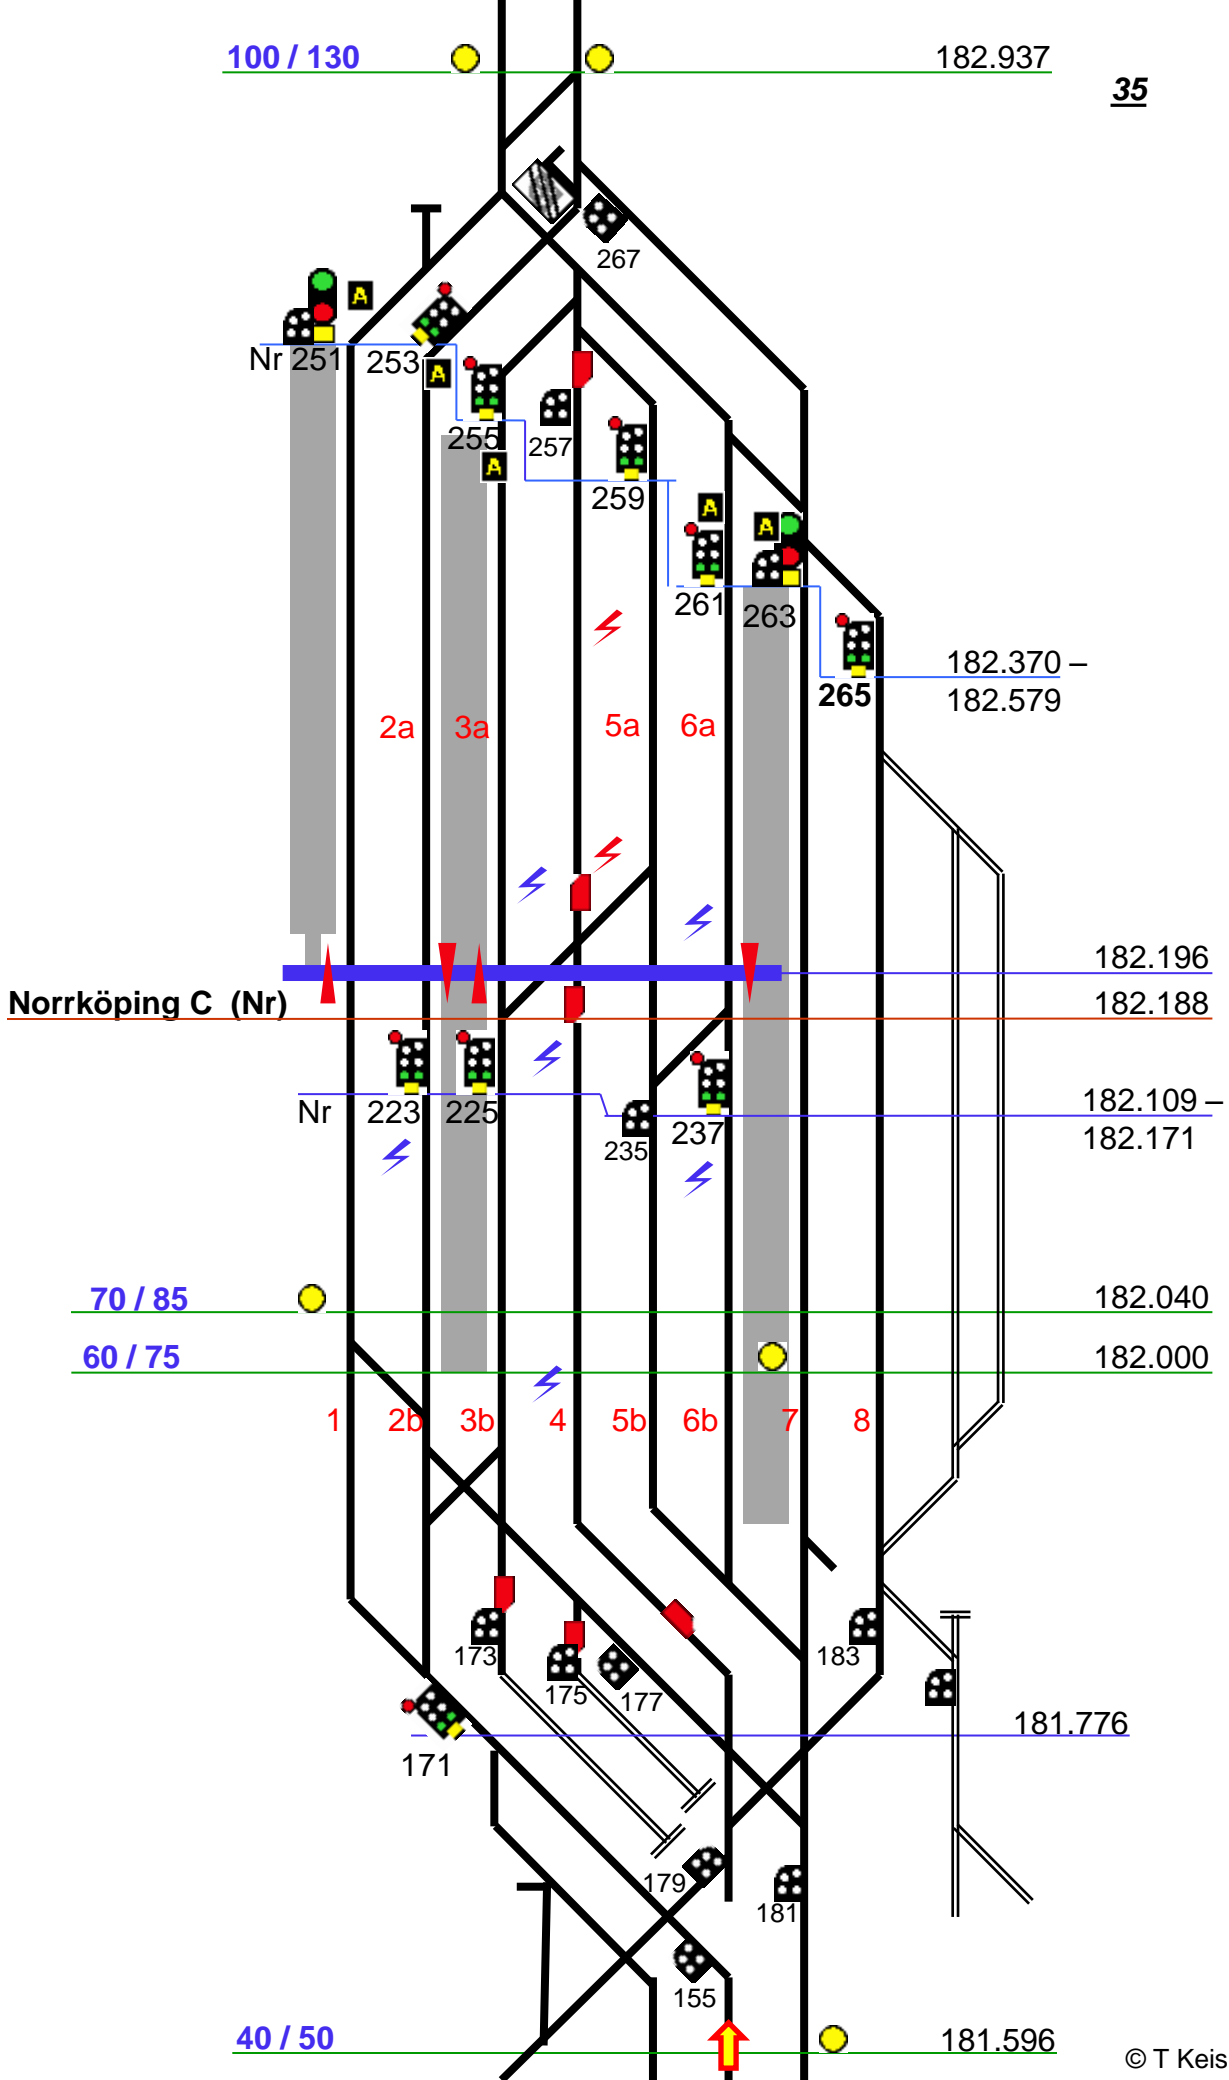 100 / 130
182.937
35
267
A
Nr 251
253
A
255
257
A
259
A
A
261
263
182.370 –
265
182.579
2a
3a
5a
6a
182.196
Norrköping C (Nr)
182.188
Nr
223
225
182.109 –
235
237
182.171
70 / 85
182.040
60 / 75
182.000
1
2b
3b
4
5b
6b
7
8
173
175
177
183
181.776
171
179
181
155
40 / 50
181.596
© T Keis